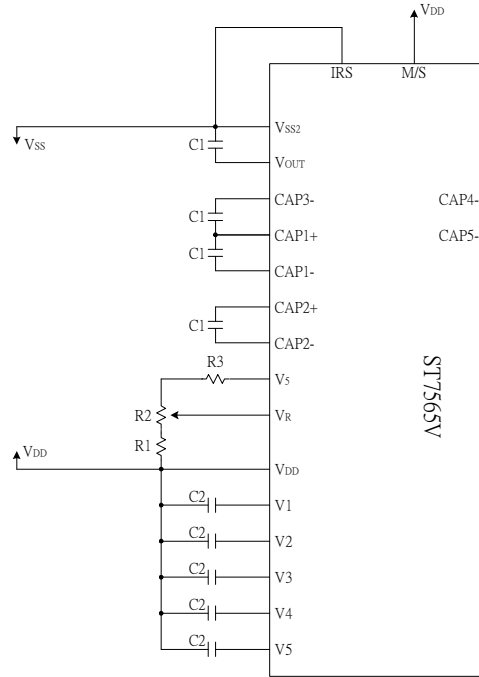 VDD
IRS M/S
VSS
VSS2
C1
VOUT
CAP3- CAP4-
C1
CAP1+ CAP5-
C1
CAP1-
CAP2+
C1
CAP2-
R3
V5
R2
VR
R1
VDD
VDD
C2
V1
C2
V2
C2
V3
C2
V4
C2
V5
ST7565V